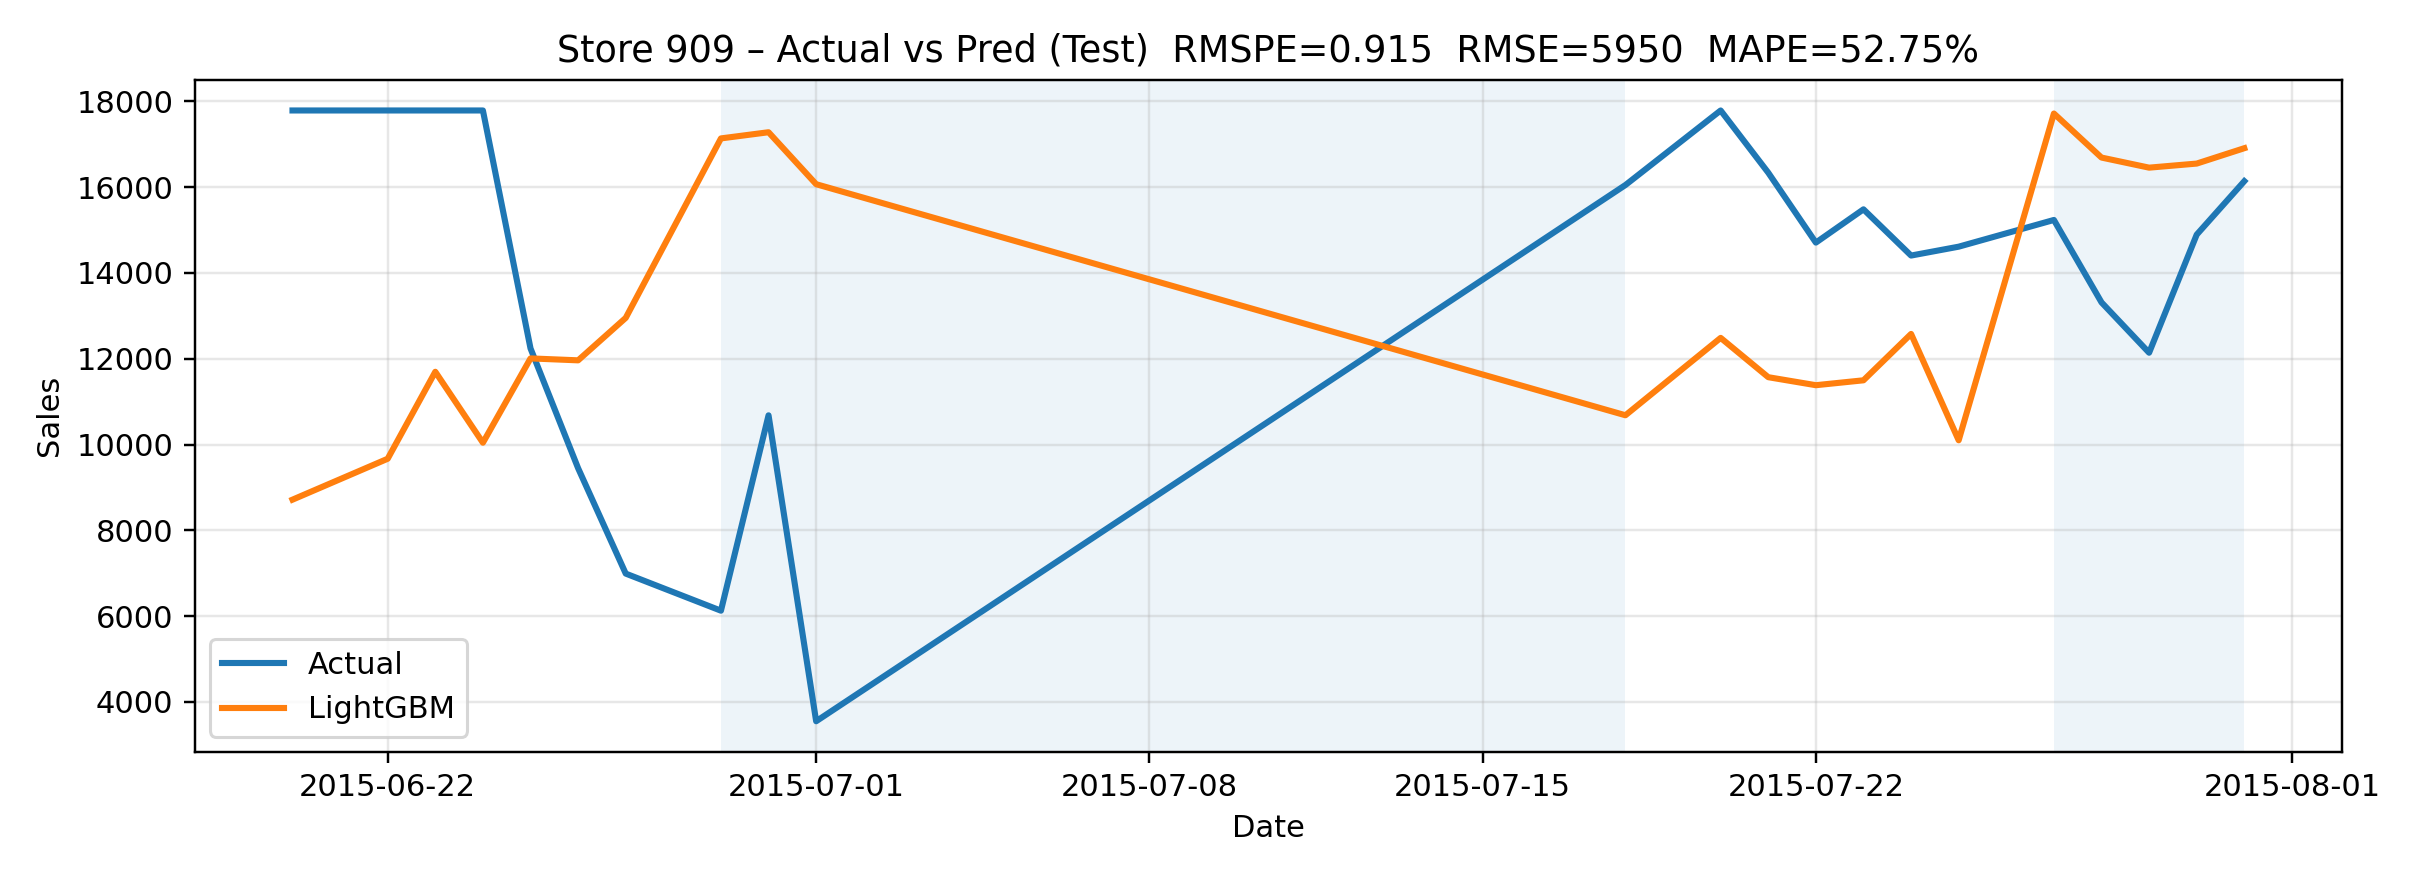 Store 909 – Actual vs Pred (Test)  RMSPE=0.915  RMSE=5950  MAPE=52.75%
18000
16000
14000
12000
10000
8000
6000
4000
Sales
Actual
LightGBM
2015-06-22
2015-07-01
2015-07-08
2015-07-15
2015-07-22
2015-08-01
Date